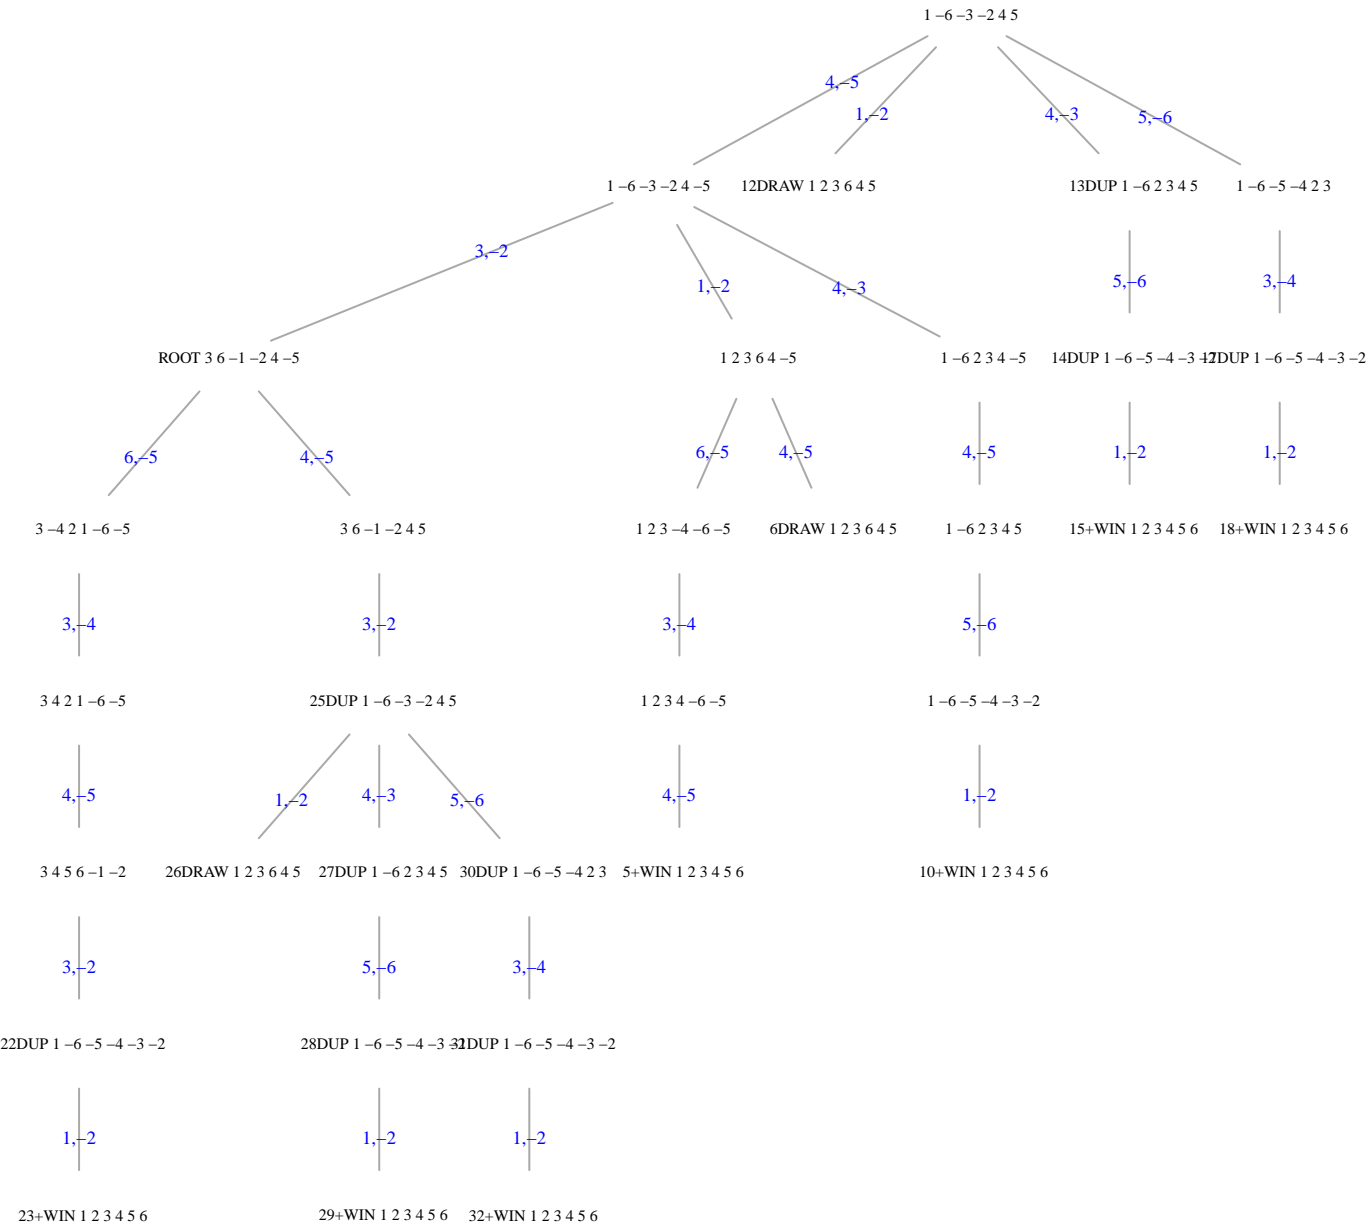 1 −6 −3 −2 4 5
4,−5
1,−2
4,−3
5,−6
1 −6 −3 −2 4 −5
12DRAW 1 2 3 6 4 5
13DUP 1 −6 2 3 4 5
1 −6 −5 −4 2 3
3,−2
1,−2
4,−3
5,−6
3,−4
ROOT 3 6 −1 −2 4 −5
1 2 3 6 4 −5
1 −6 2 3 4 −5
14DUP 1 −6 −5 −4 −3 −2
17DUP 1 −6 −5 −4 −3 −2
6,−5
4,−5
6,−5
4,−5
4,−5
1,−2
1,−2
3 −4 2 1 −6 −5
3 6 −1 −2 4 5
1 2 3 −4 −6 −5
6DRAW 1 2 3 6 4 5
1 −6 2 3 4 5
15+WIN 1 2 3 4 5 6
18+WIN 1 2 3 4 5 6
3,−4
3,−2
3,−4
5,−6
3 4 2 1 −6 −5
25DUP 1 −6 −3 −2 4 5
1 2 3 4 −6 −5
1 −6 −5 −4 −3 −2
4,−5
1,−2
4,−3
5,−6
4,−5
1,−2
3 4 5 6 −1 −2
26DRAW 1 2 3 6 4 5
27DUP 1 −6 2 3 4 5
30DUP 1 −6 −5 −4 2 3
5+WIN 1 2 3 4 5 6
10+WIN 1 2 3 4 5 6
3,−2
5,−6
3,−4
22DUP 1 −6 −5 −4 −3 −2
28DUP 1 −6 −5 −4 −3 −2
31DUP 1 −6 −5 −4 −3 −2
1,−2
1,−2
1,−2
23+WIN 1 2 3 4 5 6
29+WIN 1 2 3 4 5 6
32+WIN 1 2 3 4 5 6